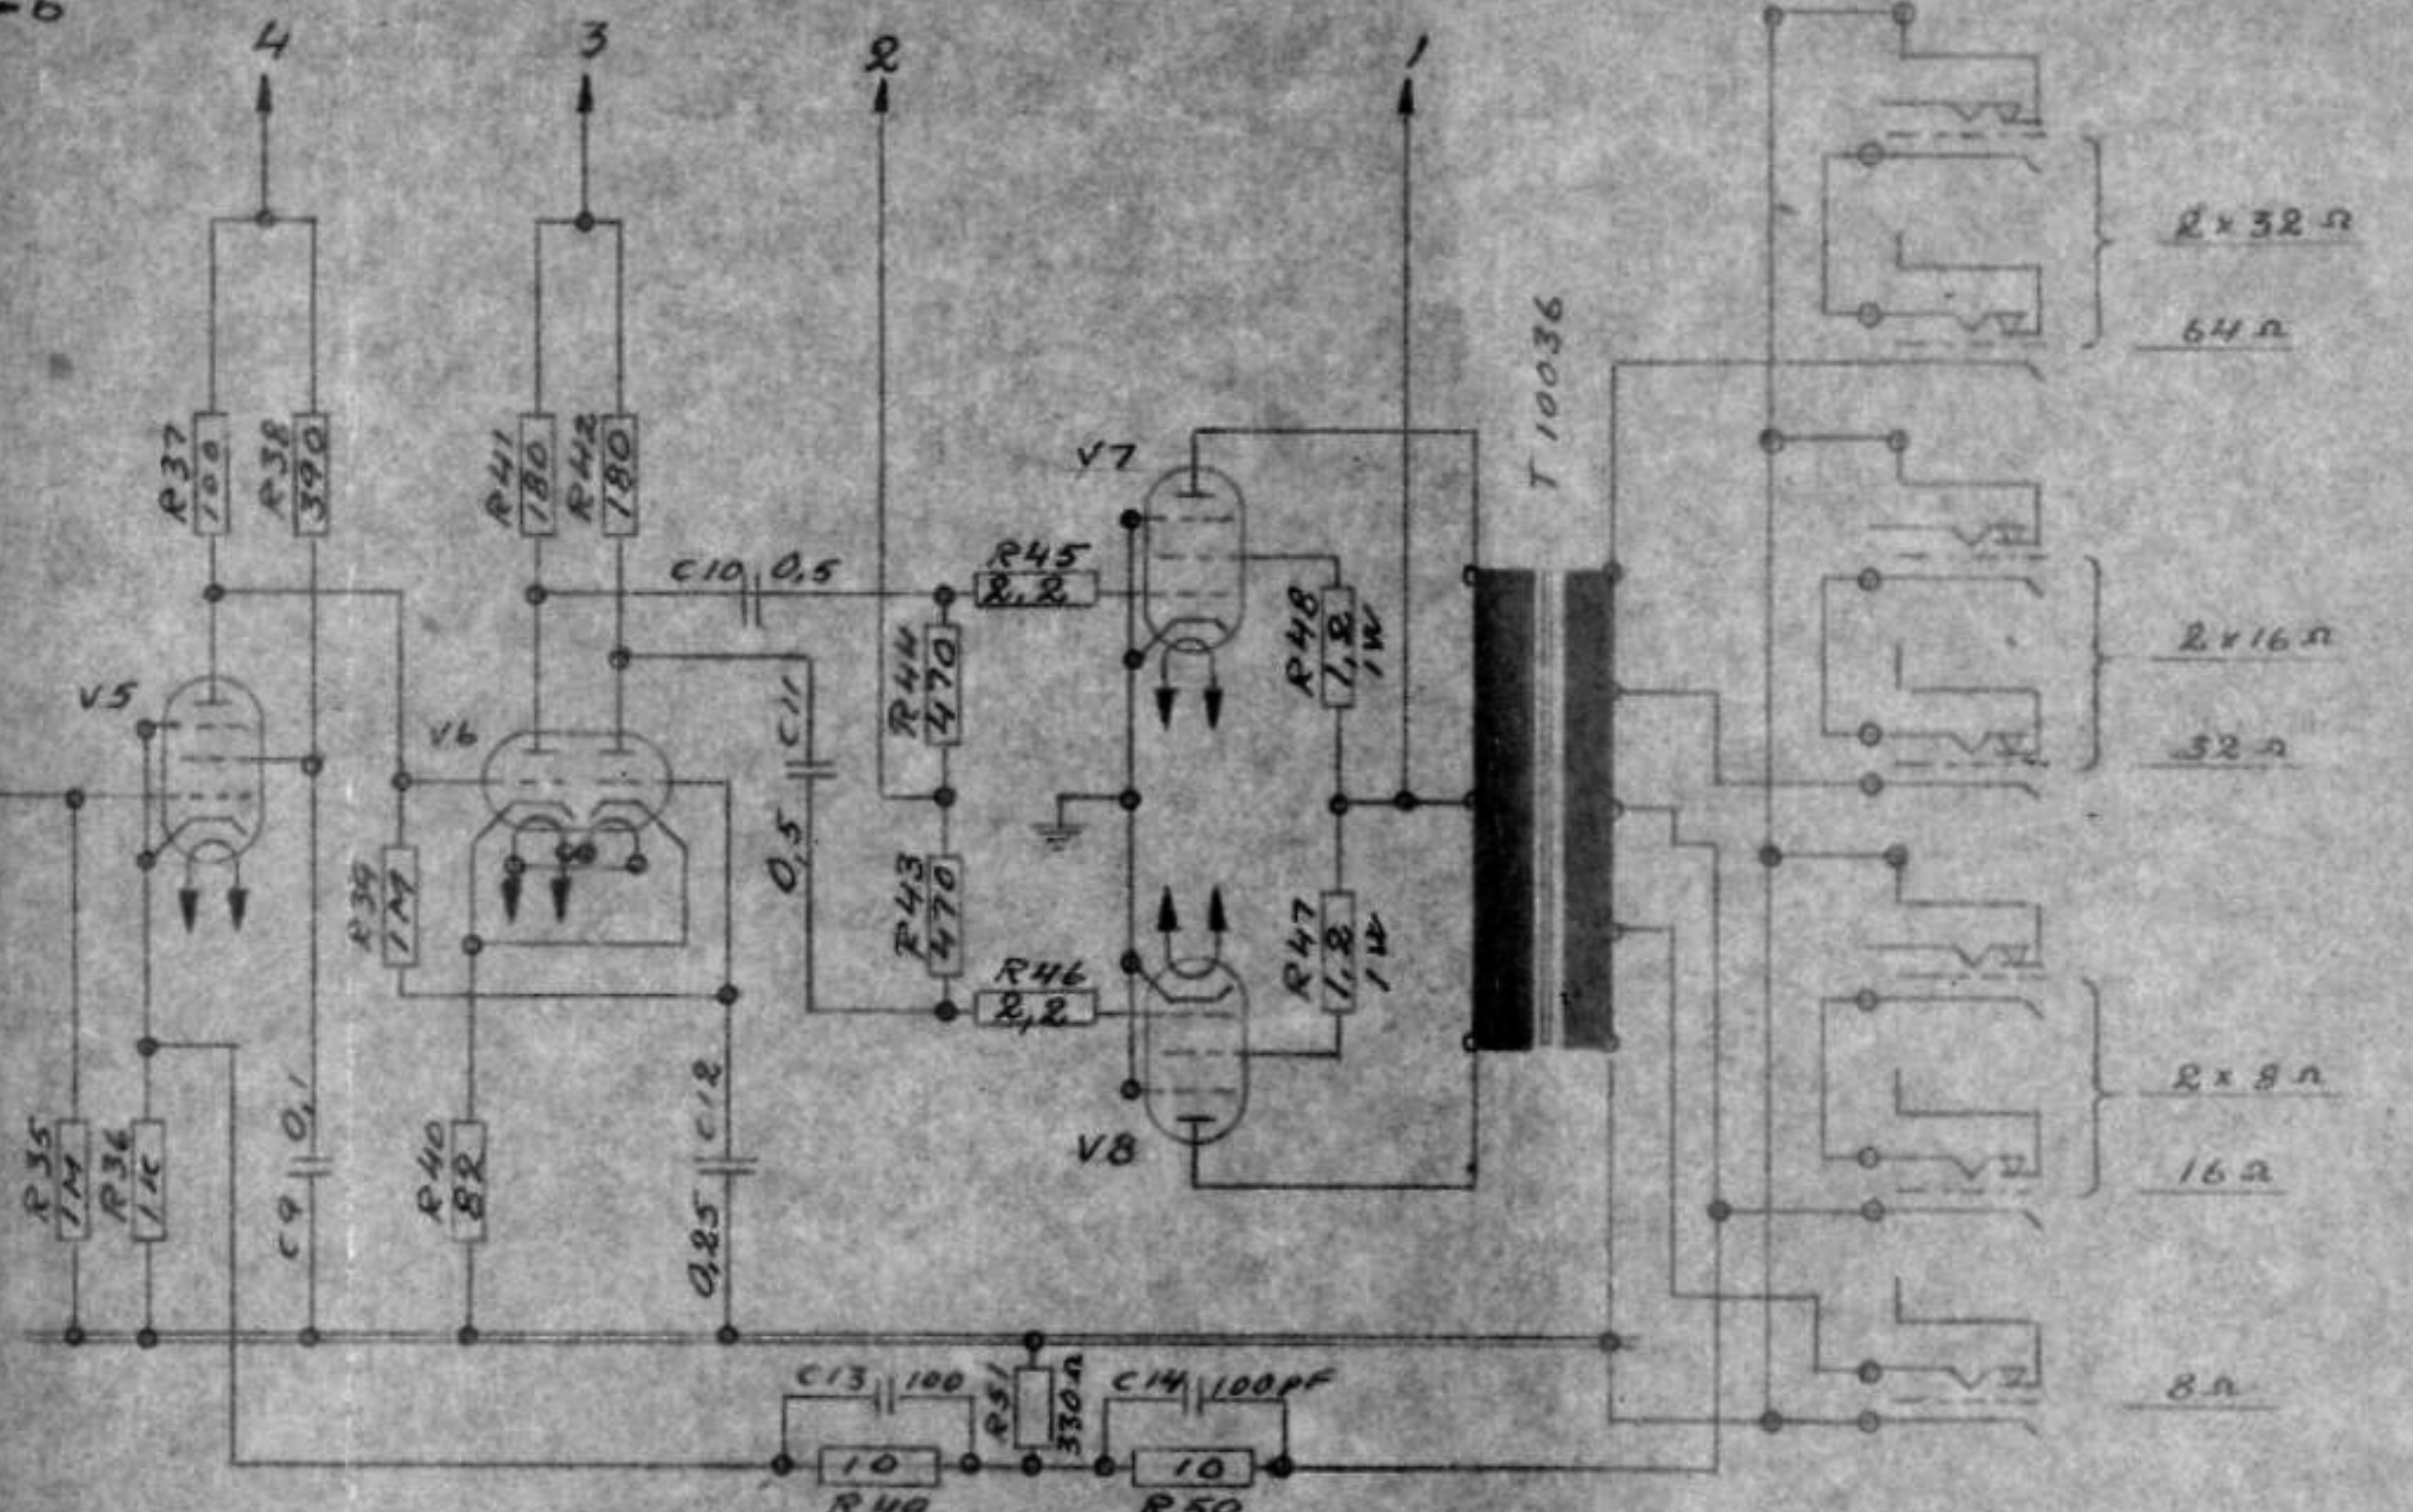 4
3
2
1
T 10036
2 x 32 Ω
64 Ω
R37
100
R38
390
R41
180
R42
180
V7
C10 0,5
R45
2,2
R48
1,2
1W
R44
470
2 x 16 Ω
32 Ω
V5
V6
C11
0,5
R39
1M
R43
470
R46
2,2
R47
1,2
1W
V8
2 x 8 Ω
16 Ω
R35
1M
R36
1K
C9 0,1
R40
82
C12
0,25
C13 100
R51
330Ω
C14 100pF
8 Ω
10
10
R49
R50